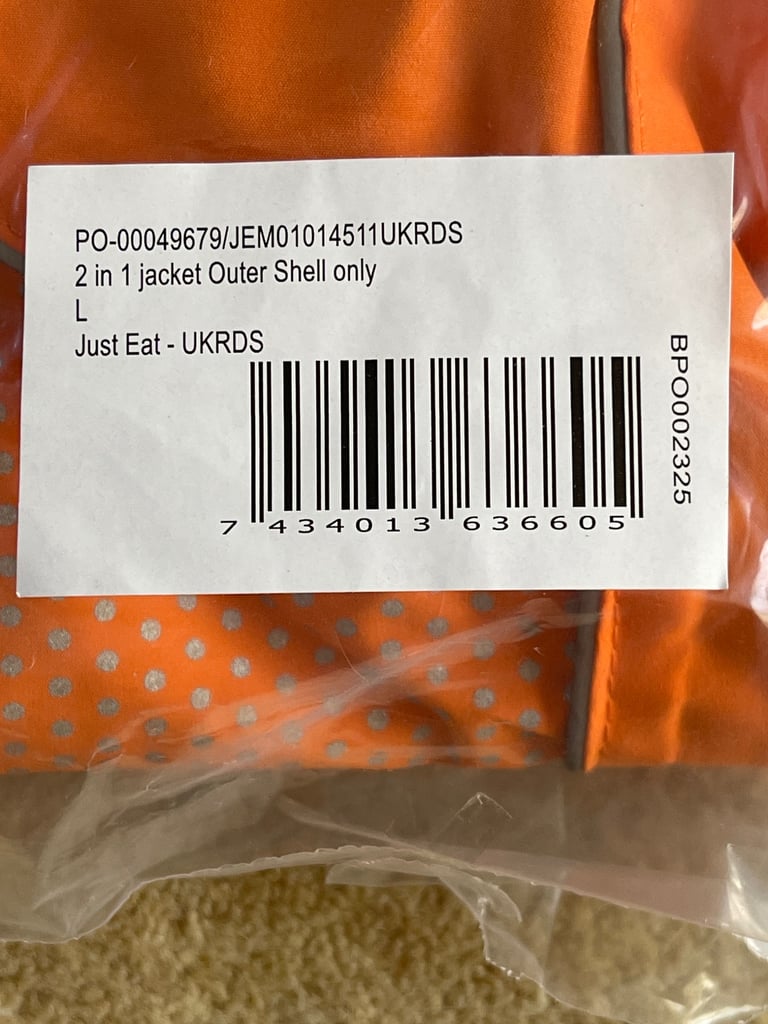 PO-00049679/JEM01014511UKRDS
2 in 1 jacket Outer Shell only
L
Just Eat - UKRDS
BPO002325
7 434013 636605